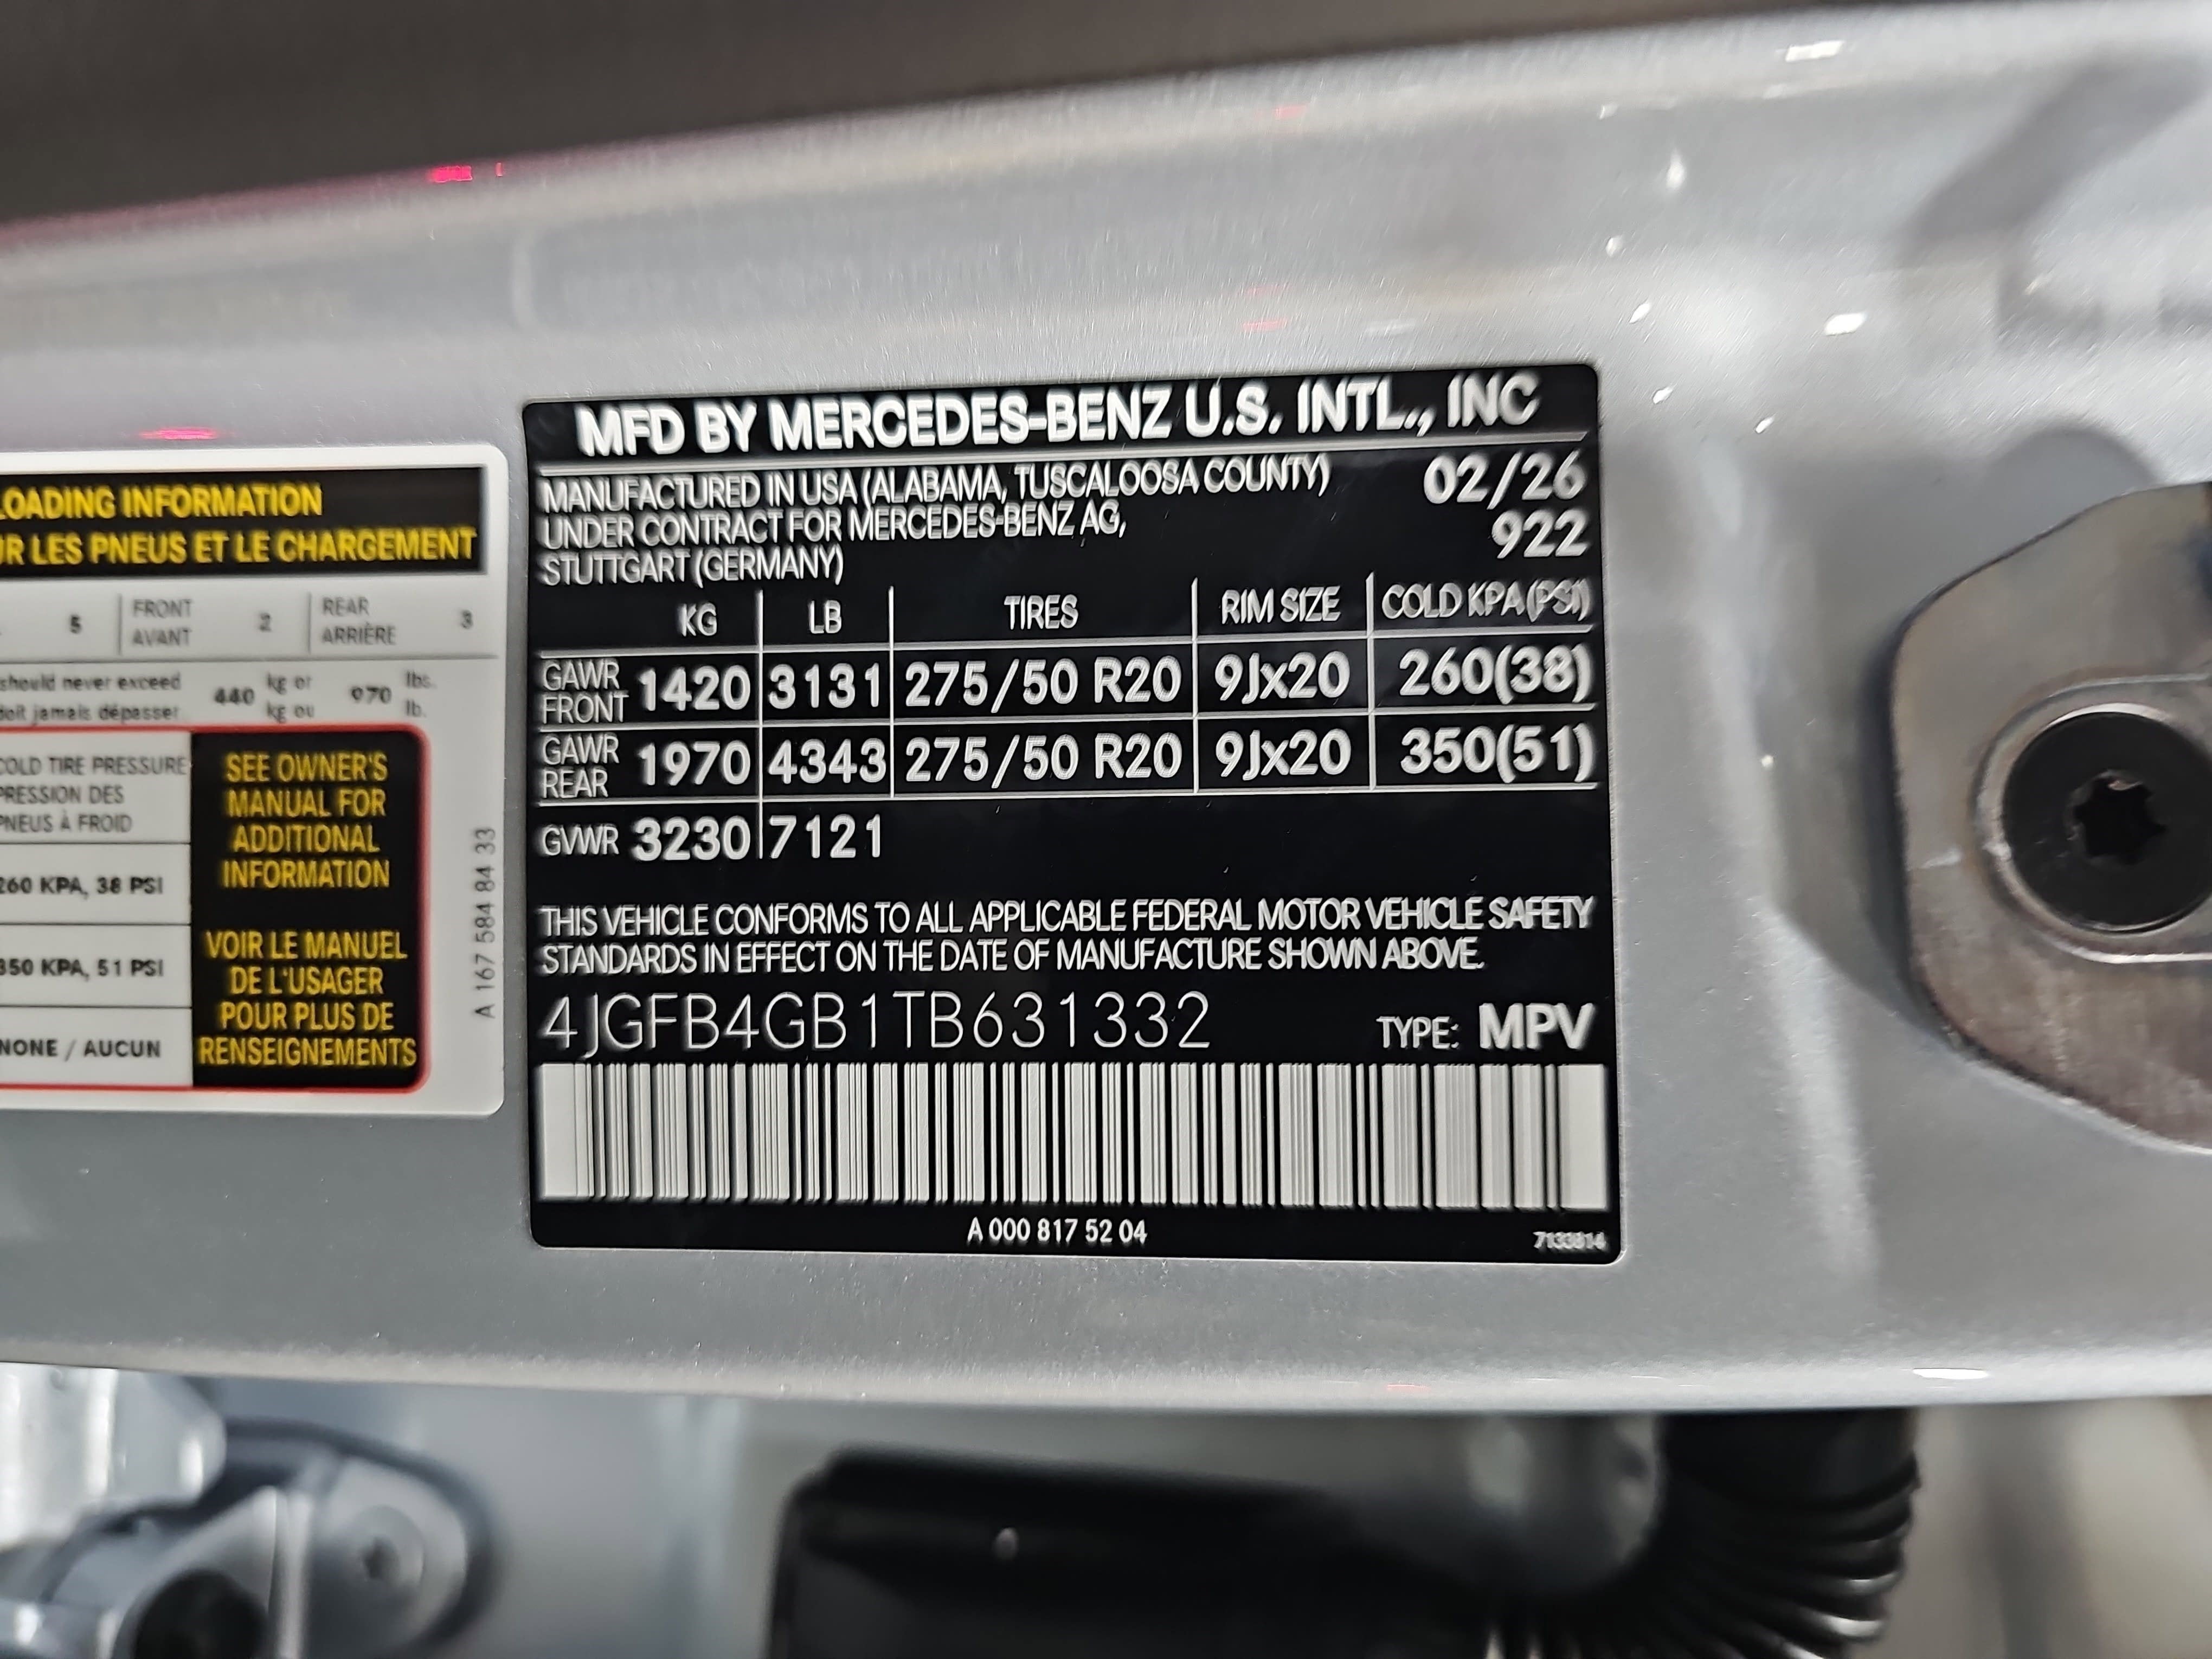 LOADING INFORMATION
R LES PNEUS ET LE CHARGEMENT
5 FRONT 2 REAR 3
AVANT ARRIÈRE
should never exceed 440 kg or 970 lbs.
doit jamais dépasser kg ou lb.
COLD TIRE PRESSURE
PRESSION DES
PNEUS À FROID
260 KPA, 38 PSI
350 KPA, 51 PSI
NONE / AUCUN
SEE OWNER'S
MANUAL FOR
ADDITIONAL
INFORMATION
VOIR LE MANUEL
DE L'USAGER
POUR PLUS DE
RENSEIGNEMENTS
A 167 584 84 33
MFD BY MERCEDES-BENZ U.S. INTL., INC
MANUFACTURED IN USA (ALABAMA, TUSCALOOSA COUNTY) 02/26
UNDER CONTRACT FOR MERCEDES-BENZ AG, 922
STUTTGART (GERMANY)
KG LB TIRES RIM SIZE COLD KPA(PSI)
GAWR FRONT 1420 3131 275/50 R20 9Jx20 260(38)
GAWR REAR 1970 4343 275/50 R20 9Jx20 350(51)
GVWR 3230 7121
THIS VEHICLE CONFORMS TO ALL APPLICABLE FEDERAL MOTOR VEHICLE SAFETY
STANDARDS IN EFFECT ON THE DATE OF MANUFACTURE SHOWN ABOVE.
4JGFB4GB1TB631332 TYPE: MPV
A 000 817 52 04 7133814